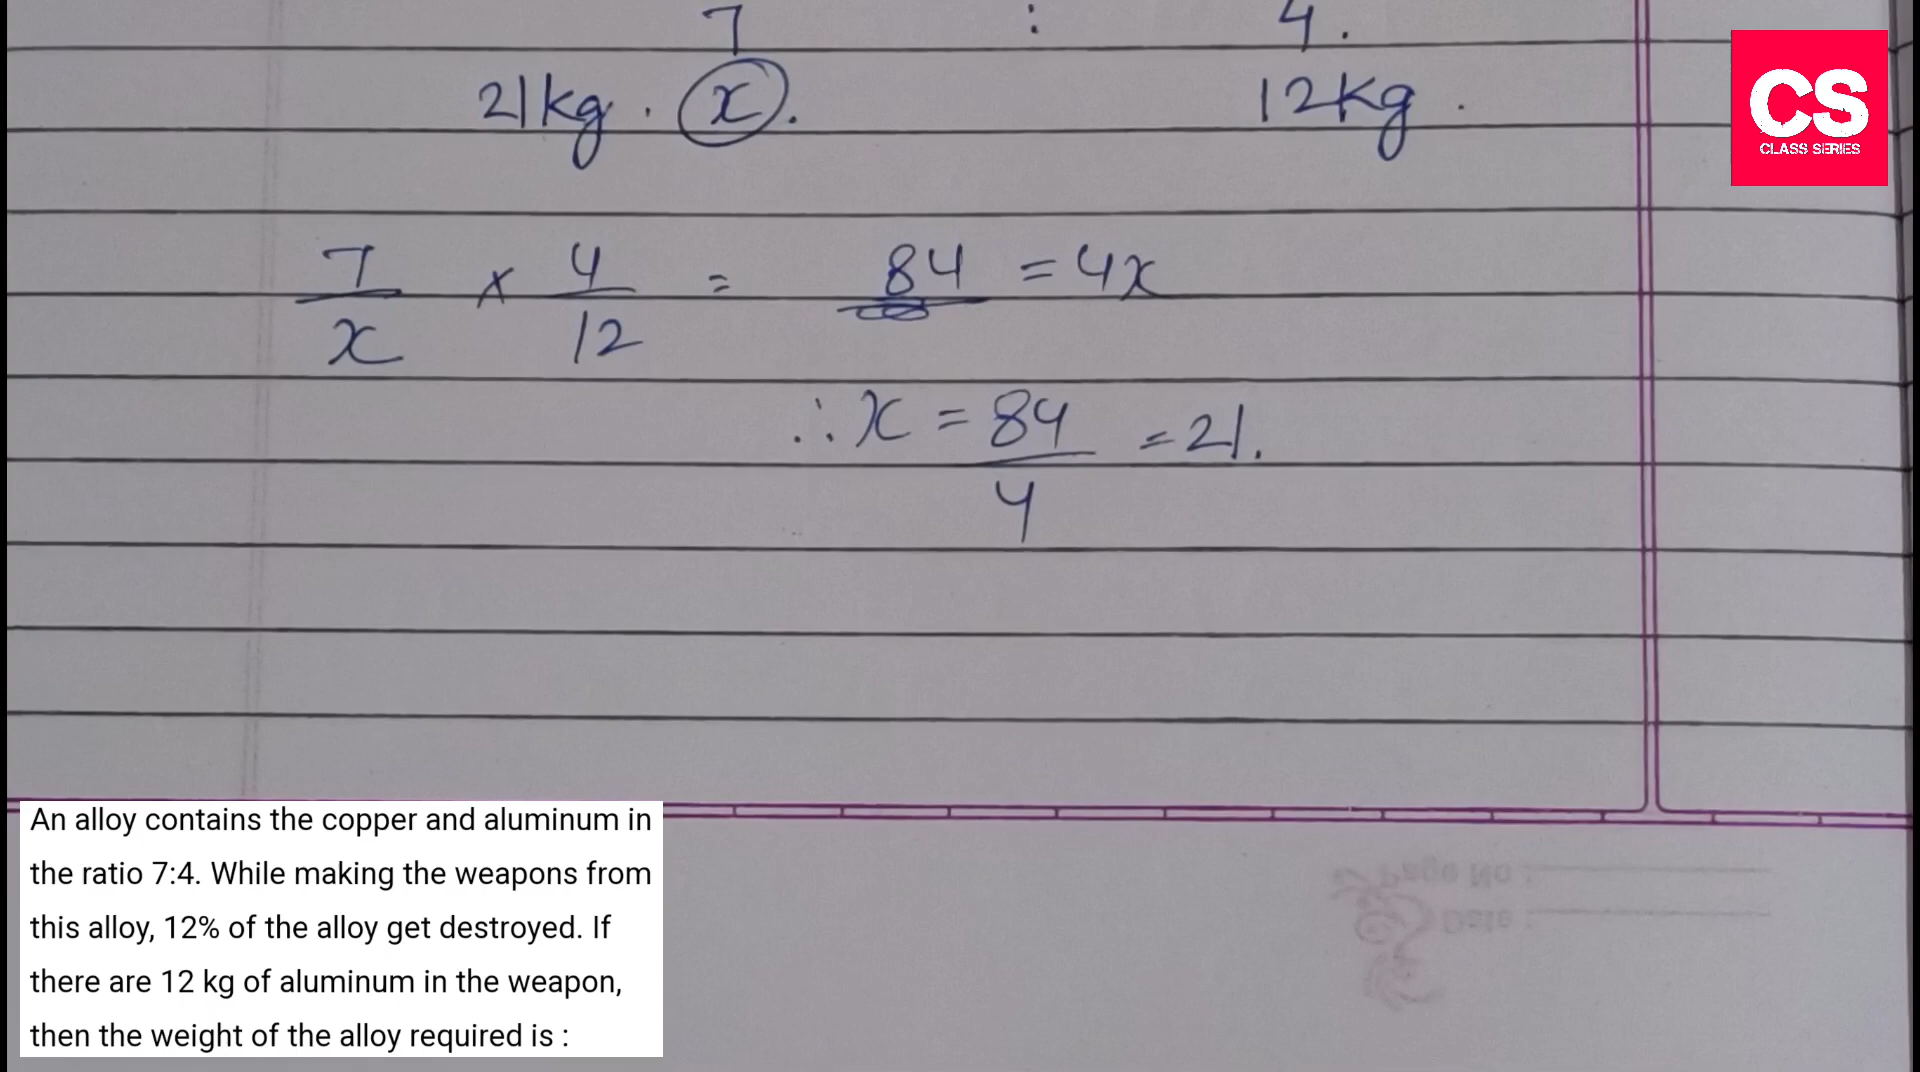 7 : 4.
21kg . x. 12kg .
7/x × 4/12 = 84 = 4x
∴ x = 84/4 = 21.
CS
CLASS SERIES
An alloy contains the copper and aluminum in
the ratio 7:4. While making the weapons from
this alloy, 12% of the alloy get destroyed. If
there are 12 kg of aluminum in the weapon,
then the weight of the alloy required is :
Page No :
Date :